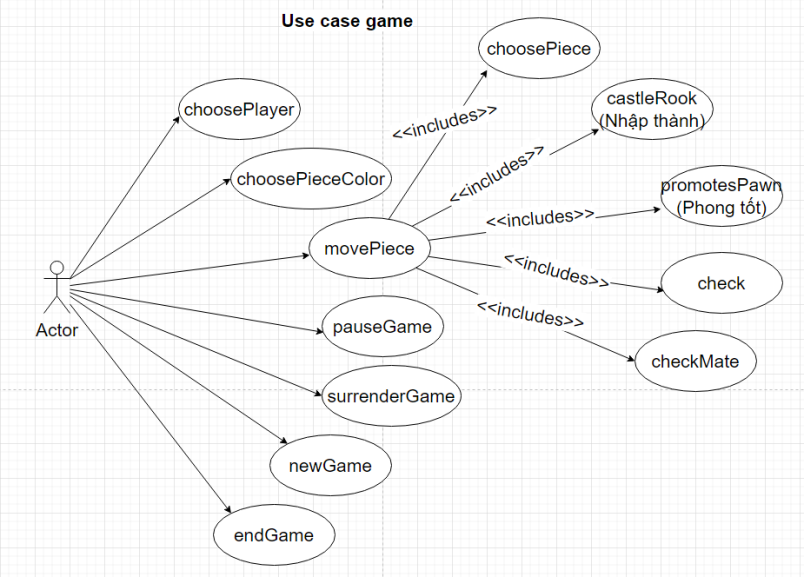 Use case game
choosePiece
choosePlayer
castleRook
(Nhập thành)
<<includes>>
<<includes>>
choosePieceColor
promotesPawn
(Phong tốt)
<<includes>>
movePiece
<<includes>>
check
Actor
<<includes>>
pauseGame
checkMate
surrenderGame
newGame
endGame